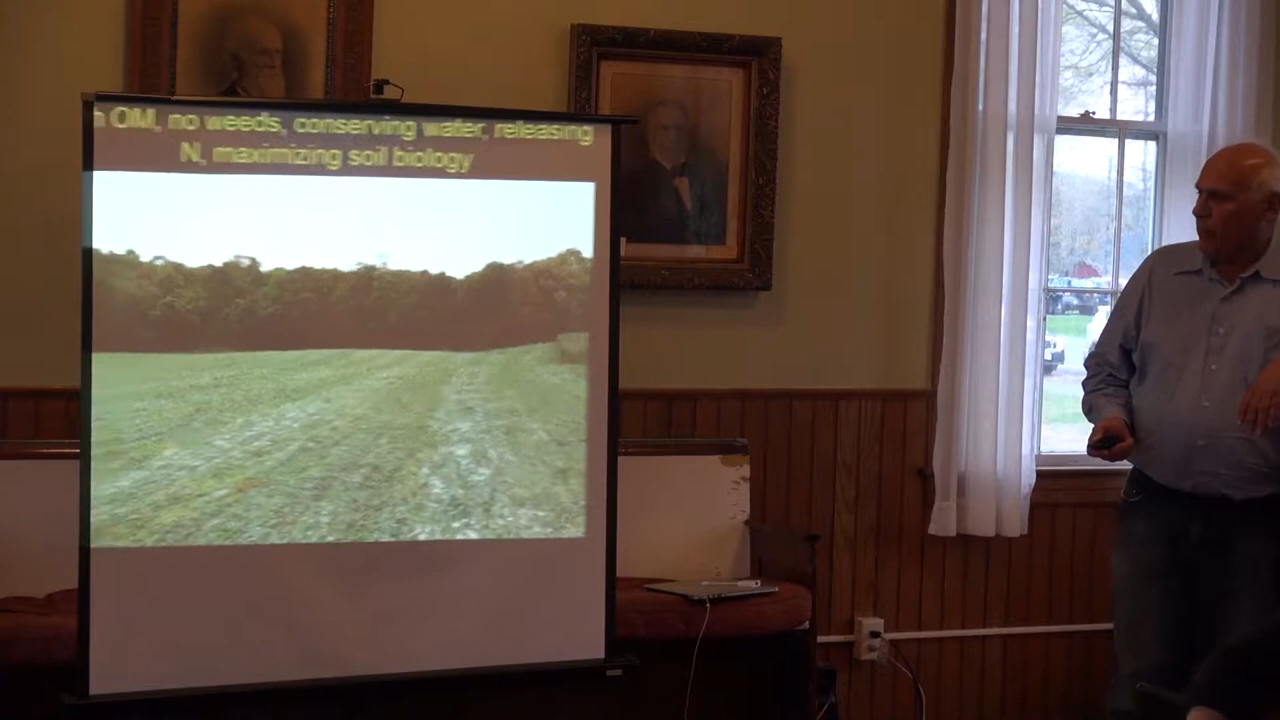 OM, no weeds, conserving water, releasing
N, maximizing soil biology